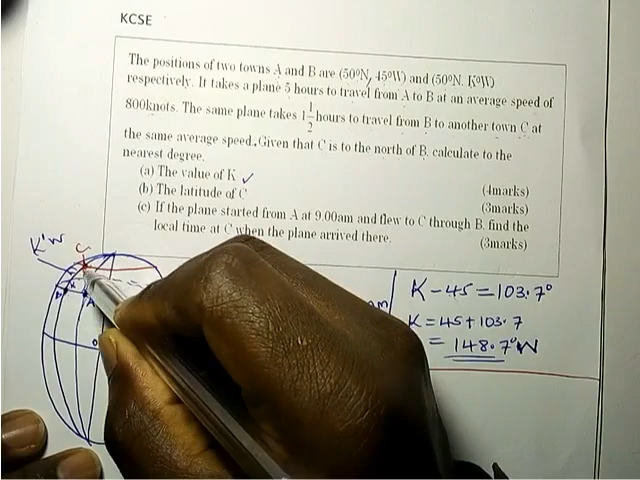 KCSE
The positions of two towns A and B are (50⁰N, 45⁰W) and (50⁰N. K⁰W)
respectively. It takes a plane 5 hours to travel from A to B at an average speed of
800knots. The same plane takes 1 1/2 hours to travel from B to another town C at
the same average speed. Given that C is to the north of B. calculate to the
nearest degree.
(a) The value of K ✓
(4marks)
(b) The latitude of C
(3marks)
(c) If the plane started from A at 9.00am and flew to C through B. find the
local time at C when the plane arrived there.
(3marks)
K°W
C
A
K - 45 = 103.7°
K = 45 + 103.7
= 148.7°W